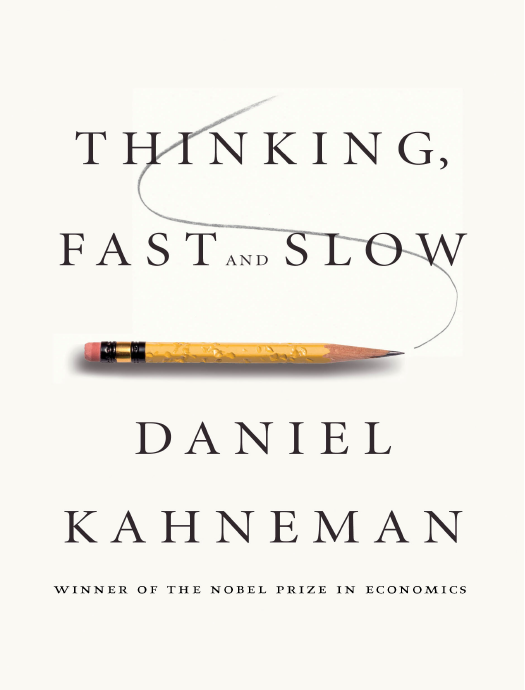 THINKING,
FAST AND SLOW
DANIEL
KAHNEMAN
WINNER OF THE NOBEL PRIZE IN ECONOMICS